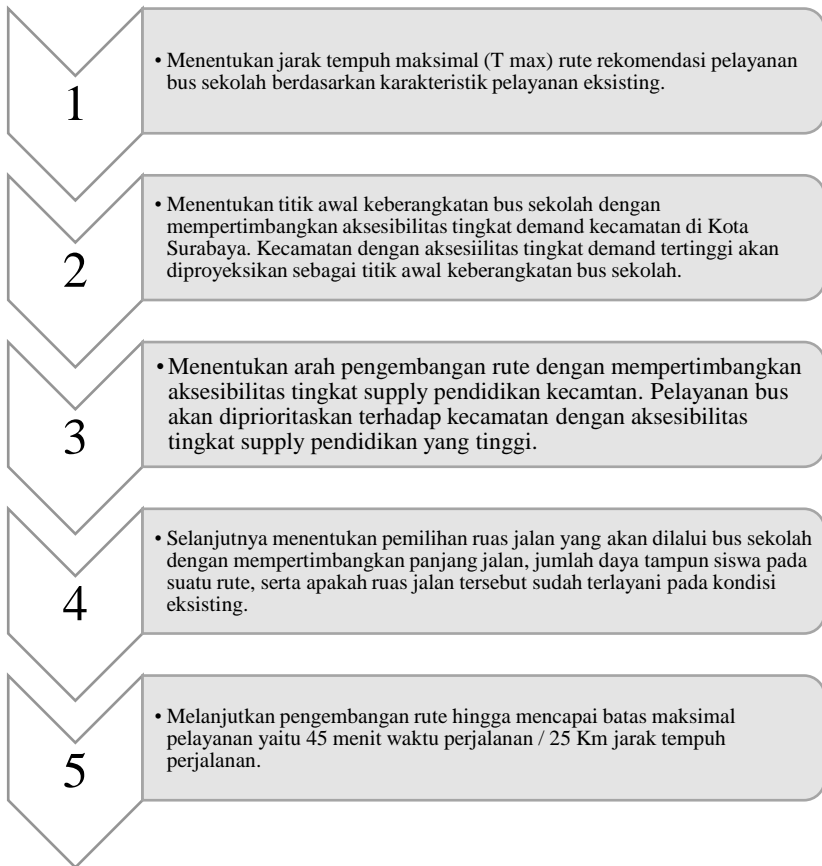 1
• Menentukan jarak tempuh maksimal (T max) rute rekomendasi pelayanan
bus sekolah berdasarkan karakteristik pelayanan eksisting.
2
• Menentukan titik awal keberangkatan bus sekolah dengan
mempertimbangkan aksesibilitas tingkat demand kecamatan di Kota
Surabaya. Kecamatan dengan aksesiilitas tingkat demand tertinggi akan
diproyeksikan sebagai titik awal keberangkatan bus sekolah.
3
• Menentukan arah pengembangan rute dengan mempertimbangkan
aksesibilitas tingkat supply pendidikan kecamtan. Pelayanan bus
akan diprioritaskan terhadap kecamatan dengan aksesibilitas
tingkat supply pendidikan yang tinggi.
4
• Selanjutnya menentukan pemilihan ruas jalan yang akan dilalui bus sekolah
dengan mempertimbangkan panjang jalan, jumlah daya tampun siswa pada
suatu rute, serta apakah ruas jalan tersebut sudah terlayani pada kondisi
eksisting.
5
• Melanjutkan pengembangan rute hingga mencapai batas maksimal
pelayanan yaitu 45 menit waktu perjalanan / 25 Km jarak tempuh
perjalanan.